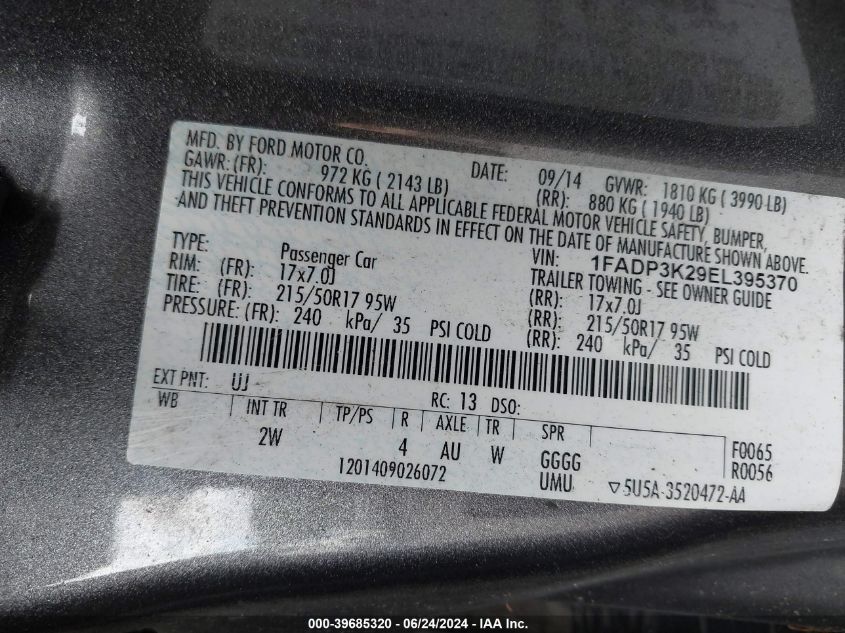 MFD. BY FORD MOTOR CO. DATE: 09/14 GVWR: 1810 KG ( 3990 LB)
GAWR: (FR): 972 KG ( 2143 LB) (RR): 880 KG ( 1940 LB)
THIS VEHICLE CONFORMS TO ALL APPLICABLE FEDERAL MOTOR VEHICLE SAFETY, BUMPER,
AND THEFT PREVENTION STANDARDS IN EFFECT ON THE DATE OF MANUFACTURE SHOWN ABOVE.
VIN: 1FADP3K29EL395370
TYPE: Passenger Car TRAILER TOWING - SEE OWNER GUIDE
RIM: (FR): 17x7.0J (RR): 17x7.0J
TIRE: (FR): 215/50R17 95W (RR): 215/50R17 95W
PRESSURE: (FR): 240 kPa/ 35 PSI COLD (RR): 240 kPa/ 35 PSI COLD
EXT PNT: UJ RC: 13 DSO:
WB INT TR TP/PS R AXLE TR SPR F0065
2W 4 AU W GGGG R0056
1201409026072 UMU ▽5U5A-3520472-AA
000-39685320 - 06/24/2024 - IAA Inc.